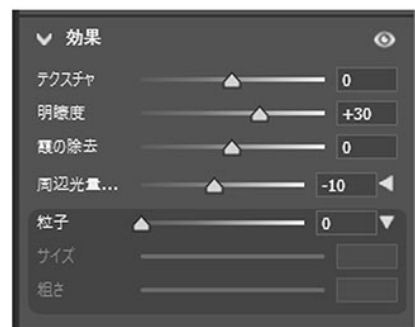 効果
テクスチャ 0
明瞭度 +30
霞の除去 0
周辺光量... -10
粒子 0
サイズ
粗さ